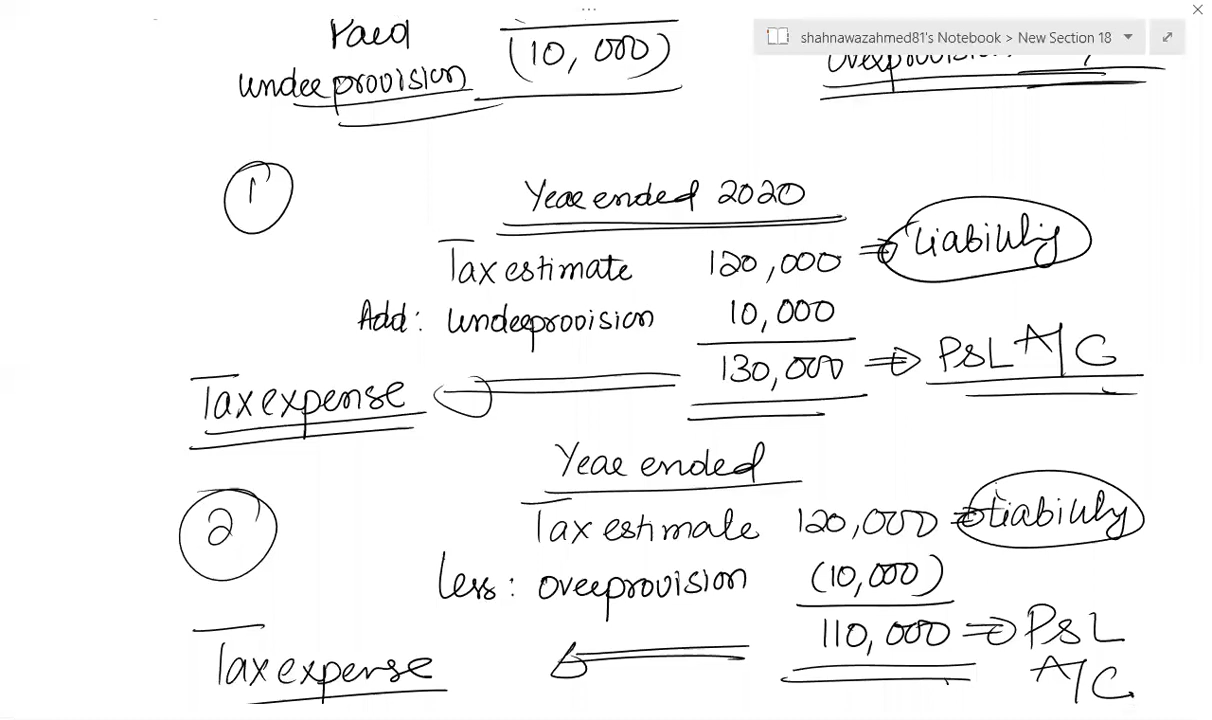 shahnawazahmed81's Notebook > New Section 18
Paid
underprovision (10,000)
overprovision
1
Year ended 2020
Tax estimate 120,000 ⇒ Liability
Add: Underprovision 10,000
130,000 ⇒ P&L A/C
Tax expense
Year ended
2
Tax estimate 120,000 ⇒ Liability
Less: overprovision (10,000)
110,000 ⇒ P&L
A/C
Tax expense